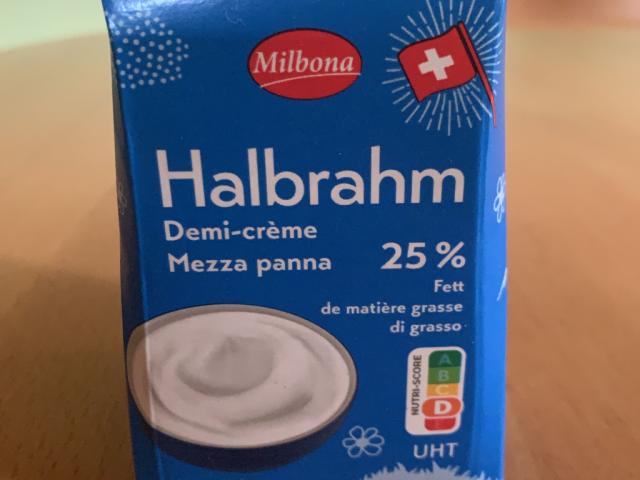 Milbona
Halbrahm
Demi-crème
Mezza panna
25 %
Fett
de matière grasse
di grasso
NUTRI-SCORE
A
B
C
D
E
UHT